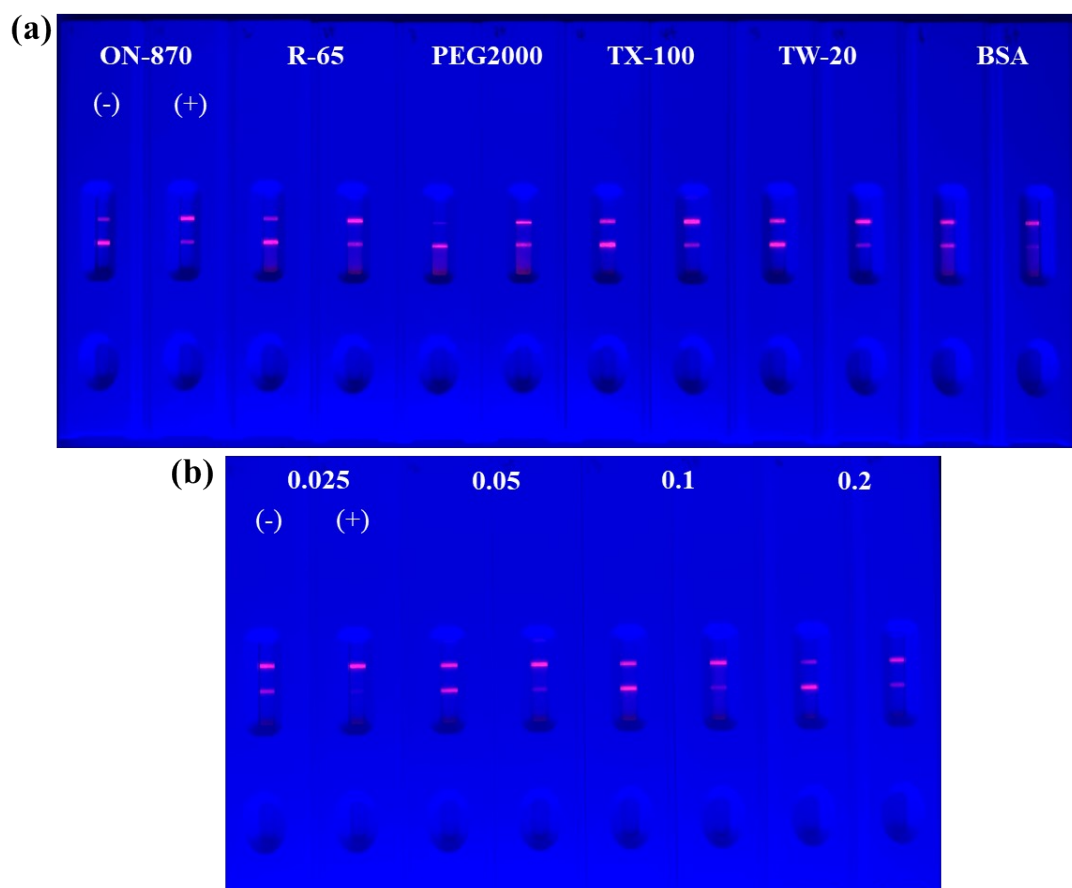 (a)
ON-870 R-65 PEG2000 TX-100 TW-20 BSA
(-) (+)
(b)
0.025 0.05 0.1 0.2
(-) (+)